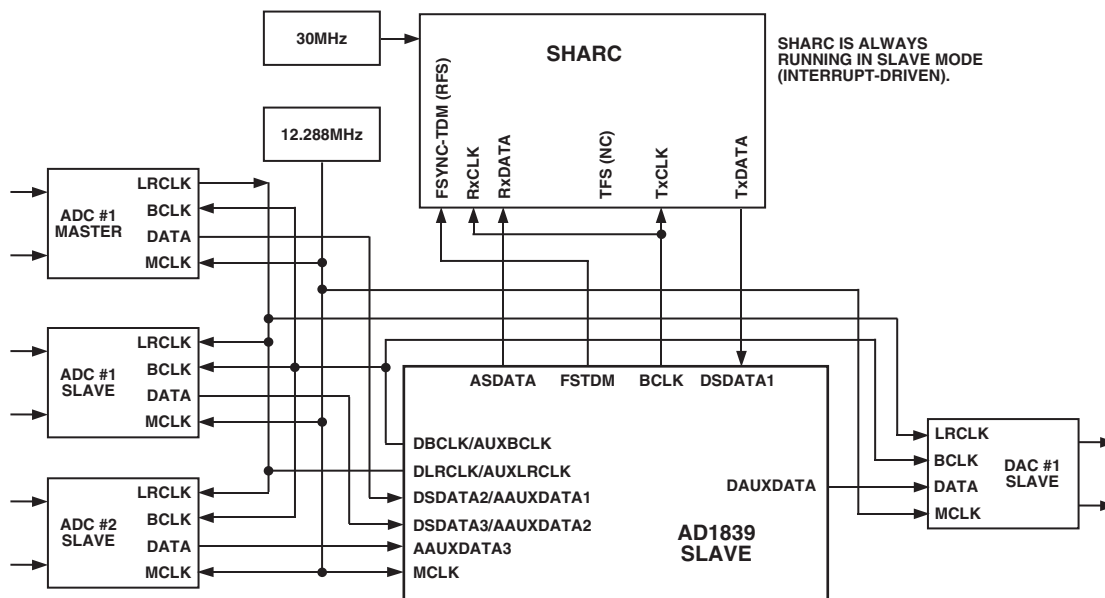 30MHz
12.288MHz
SHARC
SHARC IS ALWAYS
RUNNING IN SLAVE MODE
(INTERRUPT-DRIVEN).
FSYNC-TDM (RFS)
RxCLK
RxDATA
TFS (NC)
TxCLK
TxDATA
ADC #1
MASTER
LRCLK
BCLK
DATA
MCLK
ADC #1
SLAVE
LRCLK
BCLK
DATA
MCLK
ADC #2
SLAVE
LRCLK
BCLK
DATA
MCLK
ASDATA
FSTDM
BCLK
DSDATA1
DBCLK/AUXBCLK
DLRCLK/AUXLRCLK
DSDATA2/AAUXDATA1
DSDATA3/AAUXDATA2
AAUXDATA3
MCLK
DAUXDATA
AD1839
SLAVE
LRCLK
BCLK
DATA
MCLK
DAC #1
SLAVE